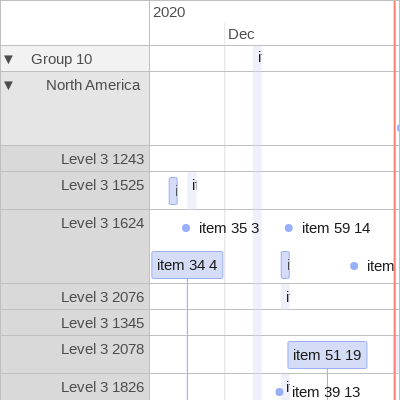 2020
Dec
▼ Group 10
▼ North America
Level 3 1243
Level 3 1525
Level 3 1624
item 35 3
item 59 14
item 34 4
item
Level 3 2076
Level 3 1345
Level 3 2078
item 51 19
Level 3 1826
item 39 13